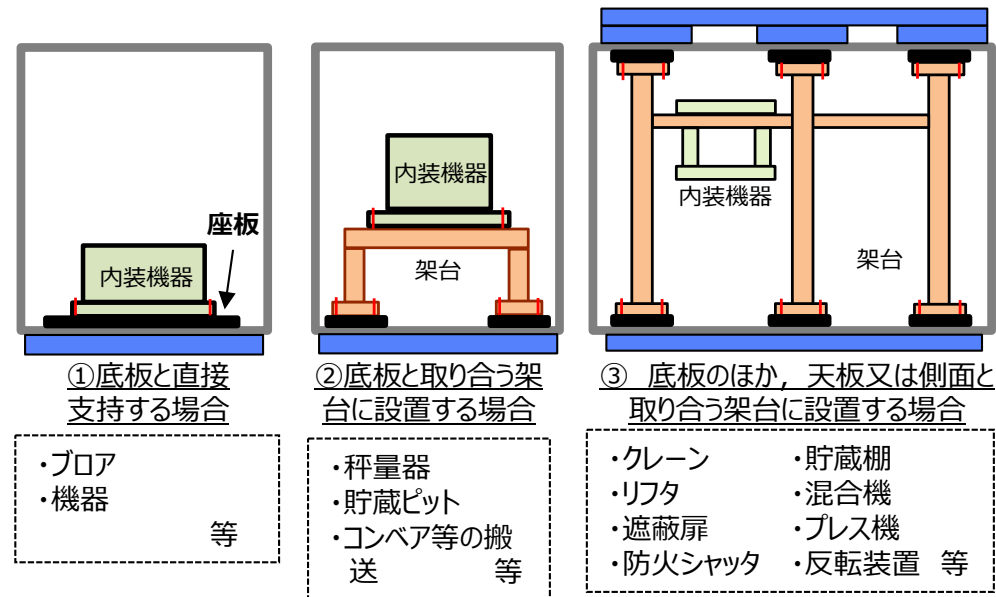 座板
内装機器
①底板と直接
支持する場合
・ブロア
・機器
等
内装機器
架台
②底板と取り合う架
台に設置する場合
・秤量器
・貯蔵ピット
・コンベア等の搬
送　　　等
内装機器
架台
③　底板のほか，天板又は側面と
取り合う架台に設置する場合
・クレーン　・貯蔵棚
・リフタ　・混合機
・遮蔽扉　・プレス機
・防火シャッタ　・反転装置　等